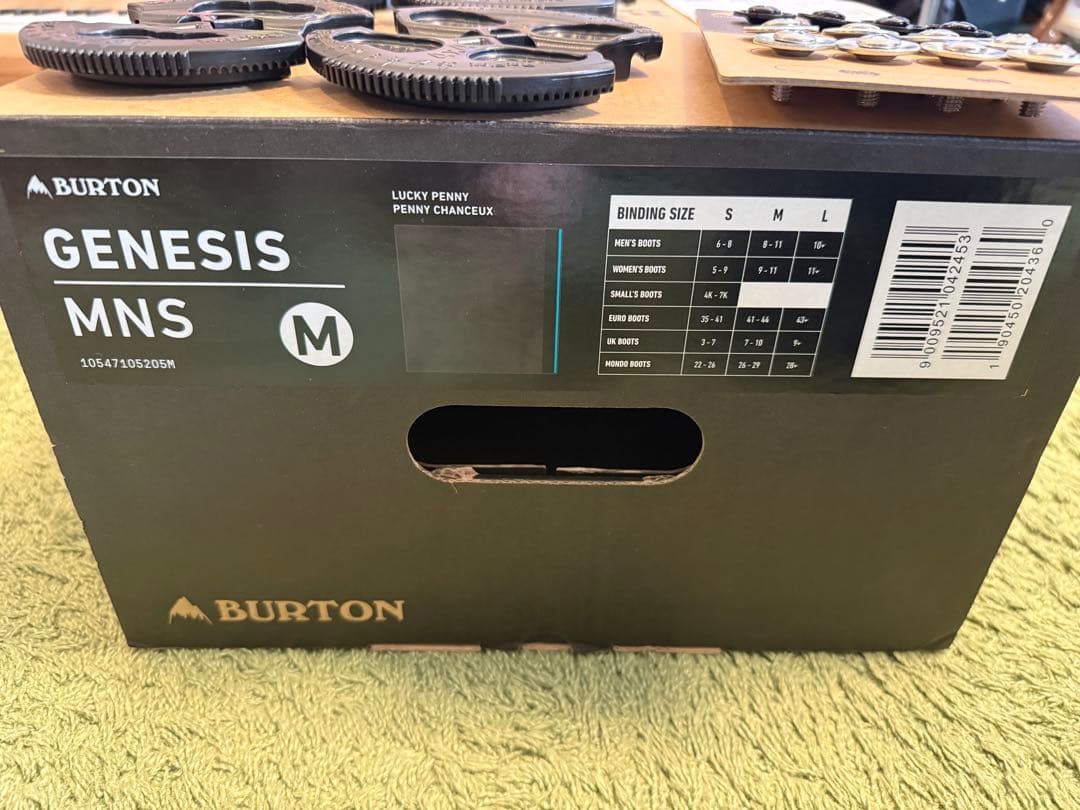 BURTON
GENESIS
MNS
M
10547105205M
LUCKY PENNY
PENNY CHANCEUX
BINDING SIZE S M L
MEN'S BOOTS 6 - 8 8 - 11 10+
WOMEN'S BOOTS 5 - 9 9 - 11 11+
SMALL'S BOOTS 4K - 7K
EURO BOOTS 35 - 41 41 - 44 43+
UK BOOTS 3 - 7 7 - 10 9+
MONDO BOOTS 22 - 26 26 - 29 28+
9 009521 042453
1 90450 20436 0
BURTON